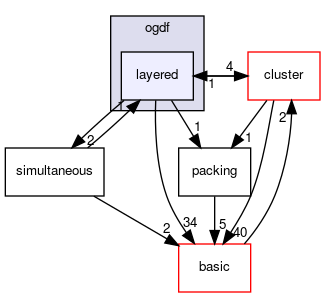 ogdf
layered
4
cluster
1
1
2
1
1
2
simultaneous
packing
2
34
5
40
basic